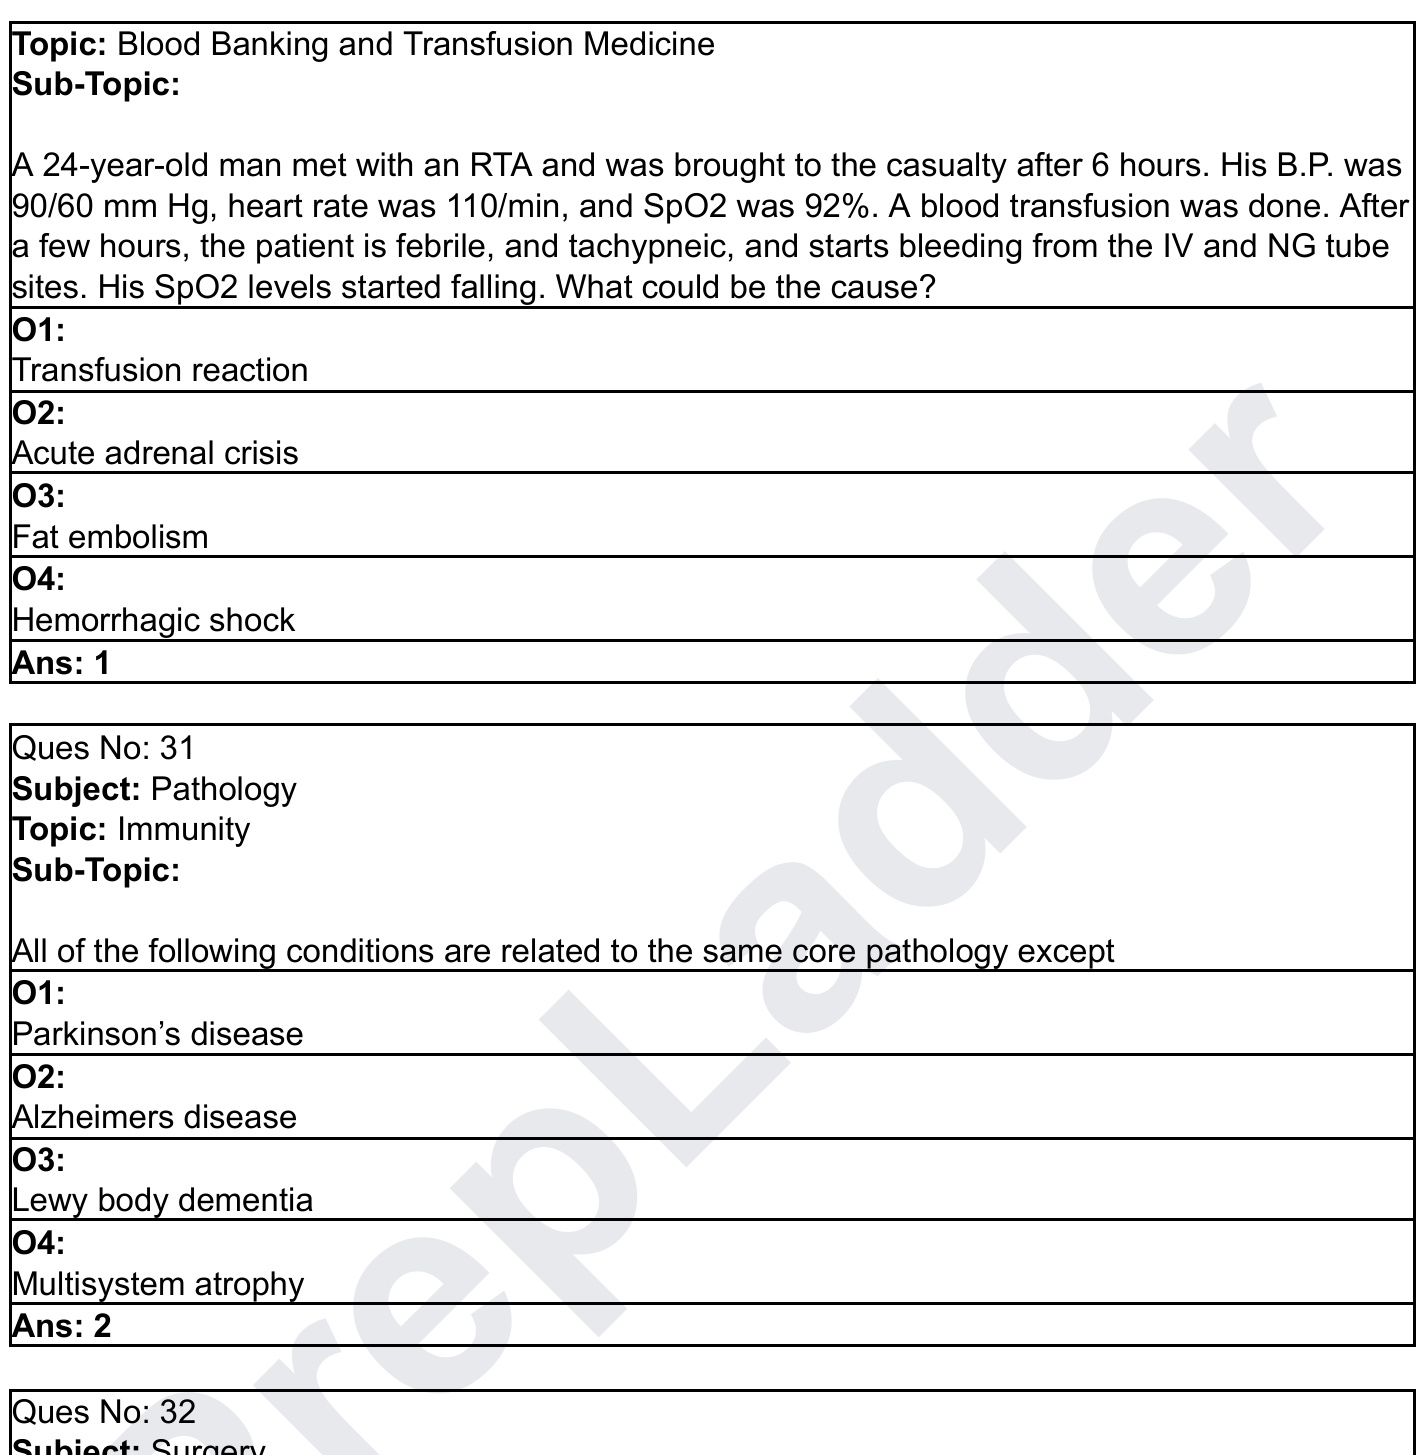 Topic: Blood Banking and Transfusion Medicine
Sub-Topic:
A 24-year-old man met with an RTA and was brought to the casualty after 6 hours. His B.P. was
90/60 mm Hg, heart rate was 110/min, and SpO2 was 92%. A blood transfusion was done. After
a few hours, the patient is febrile, and tachypneic, and starts bleeding from the IV and NG tube
sites. His SpO2 levels started falling. What could be the cause?
O1:
Transfusion reaction
O2:
Acute adrenal crisis
O3:
Fat embolism
O4:
Hemorrhagic shock
Ans: 1
Ques No: 31
Subject: Pathology
Topic: Immunity
Sub-Topic:
All of the following conditions are related to the same core pathology except
O1:
Parkinson’s disease
O2:
Alzheimers disease
O3:
Lewy body dementia
O4:
Multisystem atrophy
Ans: 2
Ques No: 32
Subject: Surgery
PrepLadder